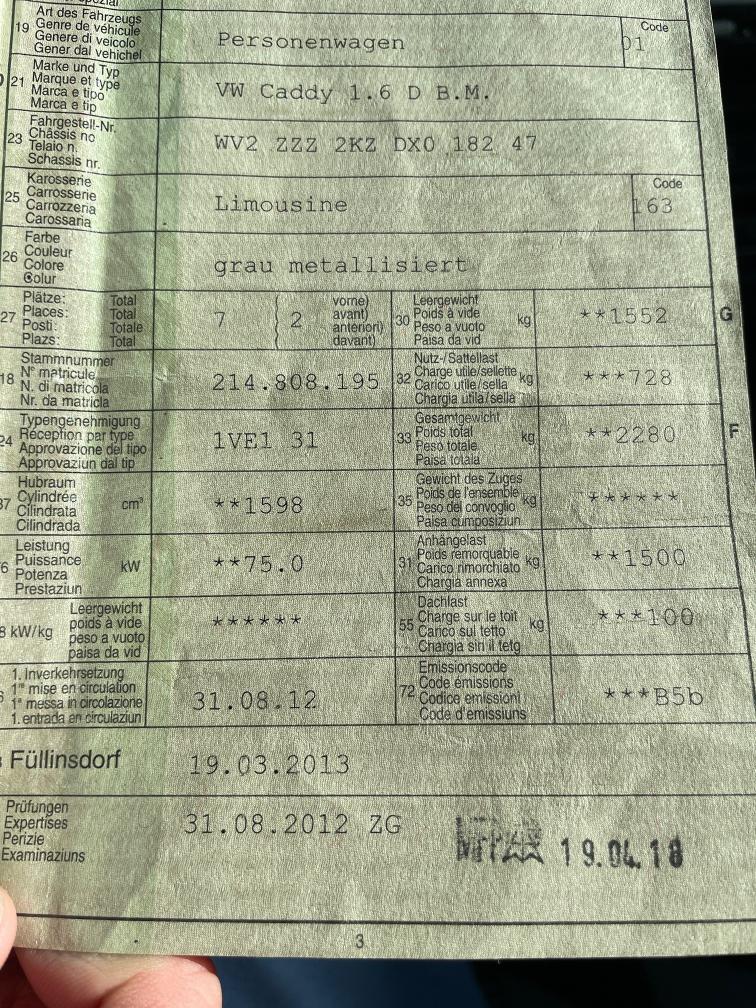 19 Art des Fahrzeugs
Genre de véhicule
Genere di veicolo
Gener dal vehichel
Personenwagen
Code
01
21 Marke und Typ
Marque et type
Marca e tipo
Marca e tip
VW Caddy 1.6 D B.M.
23 Fahrgestell-Nr.
Châssis no
Telaio n.
Schassis nr.
WV2 ZZZ 2KZ DX0 182 47
25 Karosserie
Carrosserie
Carrozzeria
Carossaria
Limousine
Code
163
26 Farbe
Couleur
Colore
Colur
grau metallisiert
27 Plätze: Total
Places: Total
Posti: Totale
Plazs: Total
7
2
vorne)
avant)
anteriori)
davant)
30 Leergewicht
Poids à vide
Peso a vuoto
Paisa da vid
kg
**1552
G
18 Stammnummer
N° matricule
N. di matricola
Nr. da matricla
214.808.195
32 Nutz-/Sattellast
Charge utile/sellette
Carico utile/sella
Chargia utila/sella
kg
***728
24 Typengenehmigung
Réception par type
Approvazione del tipo
Approvaziun dal tip
1VE1 31
33 Gesamtgewicht
Poids total
Peso totale
Paisa totala
kg
**2280
F
37 Hubraum
Cylindrée
Cilindrata
Cilindrada
cm³
**1598
35 Gewicht des Zuges
Poids de l'ensemble
Peso del convoglio
Paisa cumposiziun
kg
******
6 Leistung
Puissance
Potenza
Prestaziun
kW
**75.0
31 Anhängelast
Poids remorquable
Carico rimorchiato
Chargia annexa
kg
**1500
8 kW/kg
Leergewicht
poids à vide
peso a vuoto
paisa da vid
******
55 Dachlast
Charge sur le toit
Carico sul tetto
Chargia sin il tetg
kg
***100
1. Inverkehrsetzung
1re mise en circulation
1a messa in circolazione
1. entrada en circulaziun
31.08.12
72 Emissionscode
Code émissions
Codice emissioni
Code d'emissiuns
***B5b
Füllinsdorf
19.03.2013
Prüfungen
Expertises
Perizie
Examinaziuns
31.08.2012 ZG
19.04.18
3